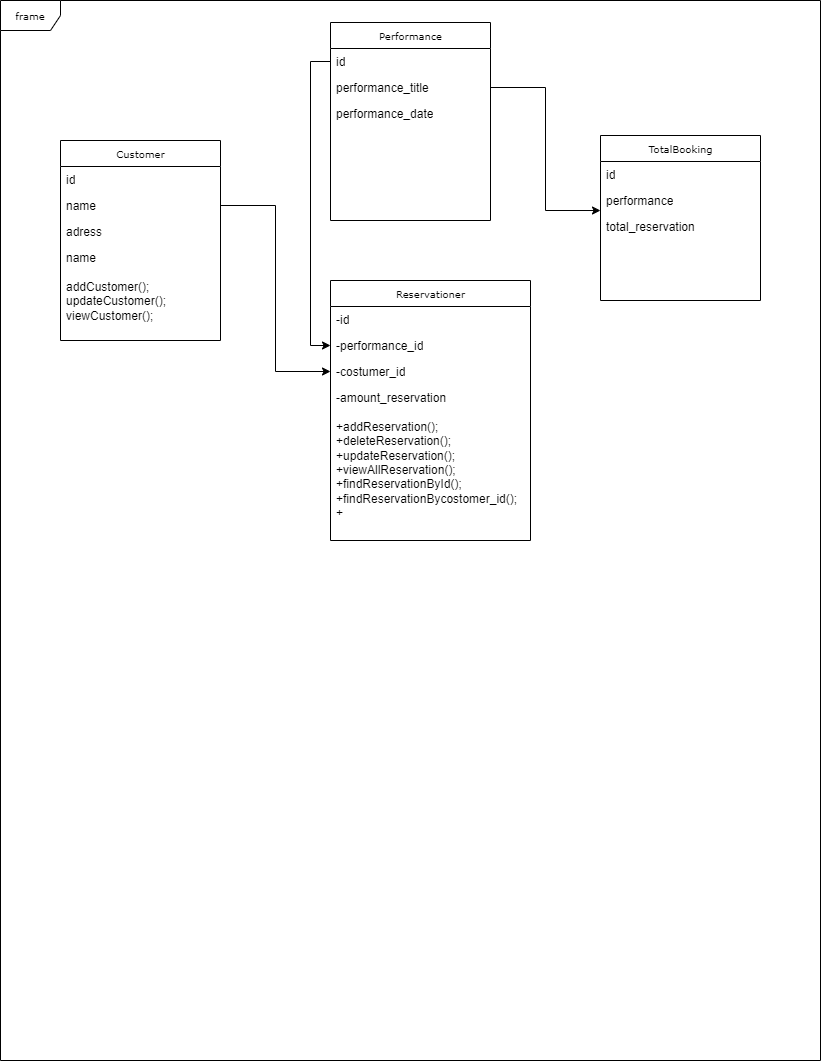 frame
Performance
id
performance_title
performance_date
Customer
id
name
adress
name
addCustomer();
updateCustomer();
viewCustomer();
TotalBooking
id
performance
total_reservation
Reservationer
-id
-performance_id
-costumer_id
-amount_reservation
+addReservation();
+deleteReservation();
+updateReservation();
+viewAllReservation();
+findReservationById();
+findReservationBycostomer_id();
+